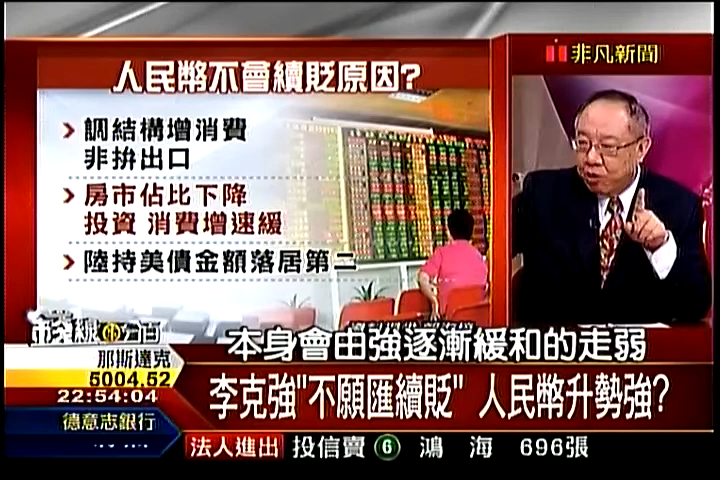 人民幣不會續貶原因?
非凡新聞
調結構增消費
非拚出口
房市佔比下降
投資 消費增速緩
陸持美債金額落居第二
本身會由強逐漸緩和的走弱
那斯達克
5004.52
22:54:04
李克強"不願匯續貶" 人民幣升勢強?
德意志銀行
法人進出 投信賣 6 鴻 海 696張